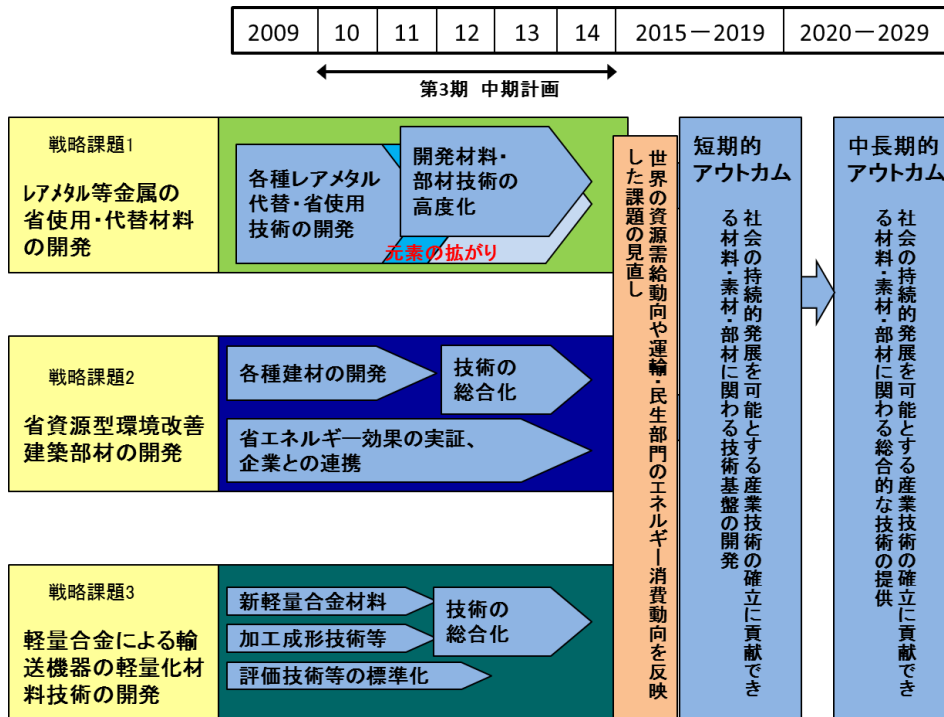 2009 10 11 12 13 14 2015－2019 2020－2029
第3期 中期計画
戦略課題1
レアメタル等金属の
省使用・代替材料
の開発
各種レアメタル
代替・省使用
技術の開発
開発材料・
部材技術の
高度化
元素の拡がり
戦略課題2
省資源型環境改善
建築部材の開発
各種建材の開発
技術の
総合化
省エネルギー効果の実証、
企業との連携
戦略課題3
軽量合金による輸
送機器の軽量化材
料技術の開発
新軽量合金材料
加工成形技術等
評価技術等の標準化
技術の
総合化
世界の資源需給動向や運輸・民生部門のエネルギー消費動向を反映
した課題の見直し
短期的
アウトカム
社会の持続的発展を可能とする産業技術の確立に貢献でき
る材料・素材・部材に関わる技術基盤の開発
中長期的
アウトカム
社会の持続的発展を可能とする産業技術の確立に貢献でき
る材料・素材・部材に関わる総合的な技術の提供